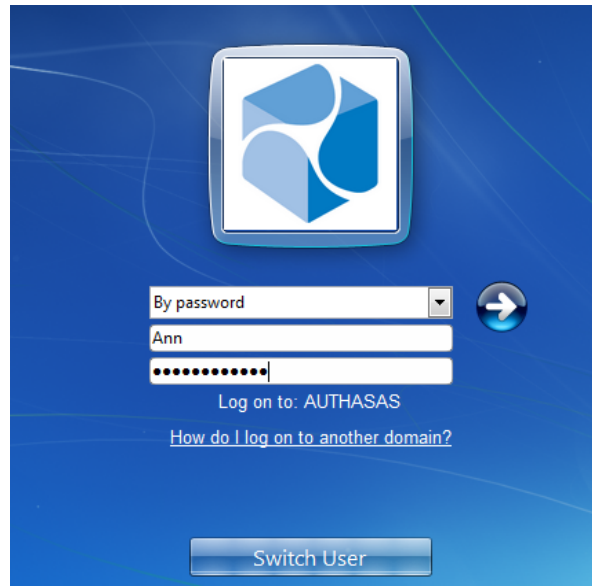 By password
Ann
••••••••••••
Log on to: AUTHASAS
How do I log on to another domain?
Switch User